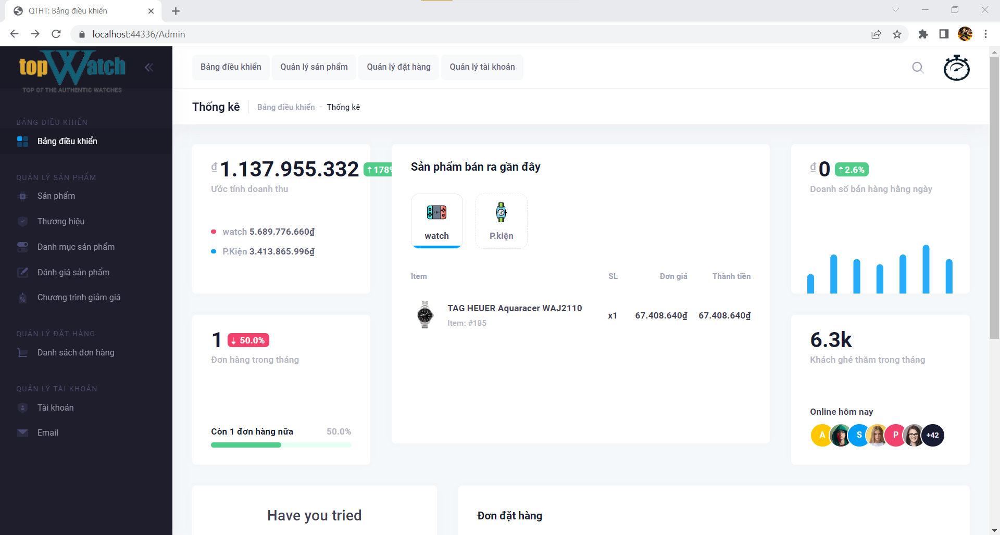 QTHT: Bảng điều khiển
localhost:44336/Admin
topWatch
TOP OF THE AUTHENTIC WATCHES
BẢNG ĐIỀU KHIỂN
Bảng điều khiển
QUẢN LÝ SẢN PHẨM
Sản phẩm
Thương hiệu
Danh mục sản phẩm
Đánh giá sản phẩm
Chương trình giảm giá
QUẢN LÝ ĐẶT HÀNG
Danh sách đơn hàng
QUẢN LÝ TÀI KHOẢN
Tài khoản
Email
Bảng điều khiển Quản lý sản phẩm Quản lý đặt hàng Quản lý tài khoản
Thống kê Bảng điều khiển - Thống kê
₫ 1.137.955.332 178%
Ước tính doanh thu
watch 5.689.776.660₫
P.Kiện 3.413.865.996₫
1 50.0%
Đơn hàng trong tháng
Còn 1 đơn hàng nữa 50.0%
Sản phẩm bán ra gần đây
watch P.kiện
Item SL Đơn giá Thành tiền
TAG HEUER Aquaracer WAJ2110
Item: #185
x1 67.408.640₫ 67.408.640₫
₫ 0 2.6%
Doanh số bán hàng hằng ngày
6.3k
Khách ghé thăm trong tháng
Online hôm nay
A S P +42
Have you tried
Đơn đặt hàng